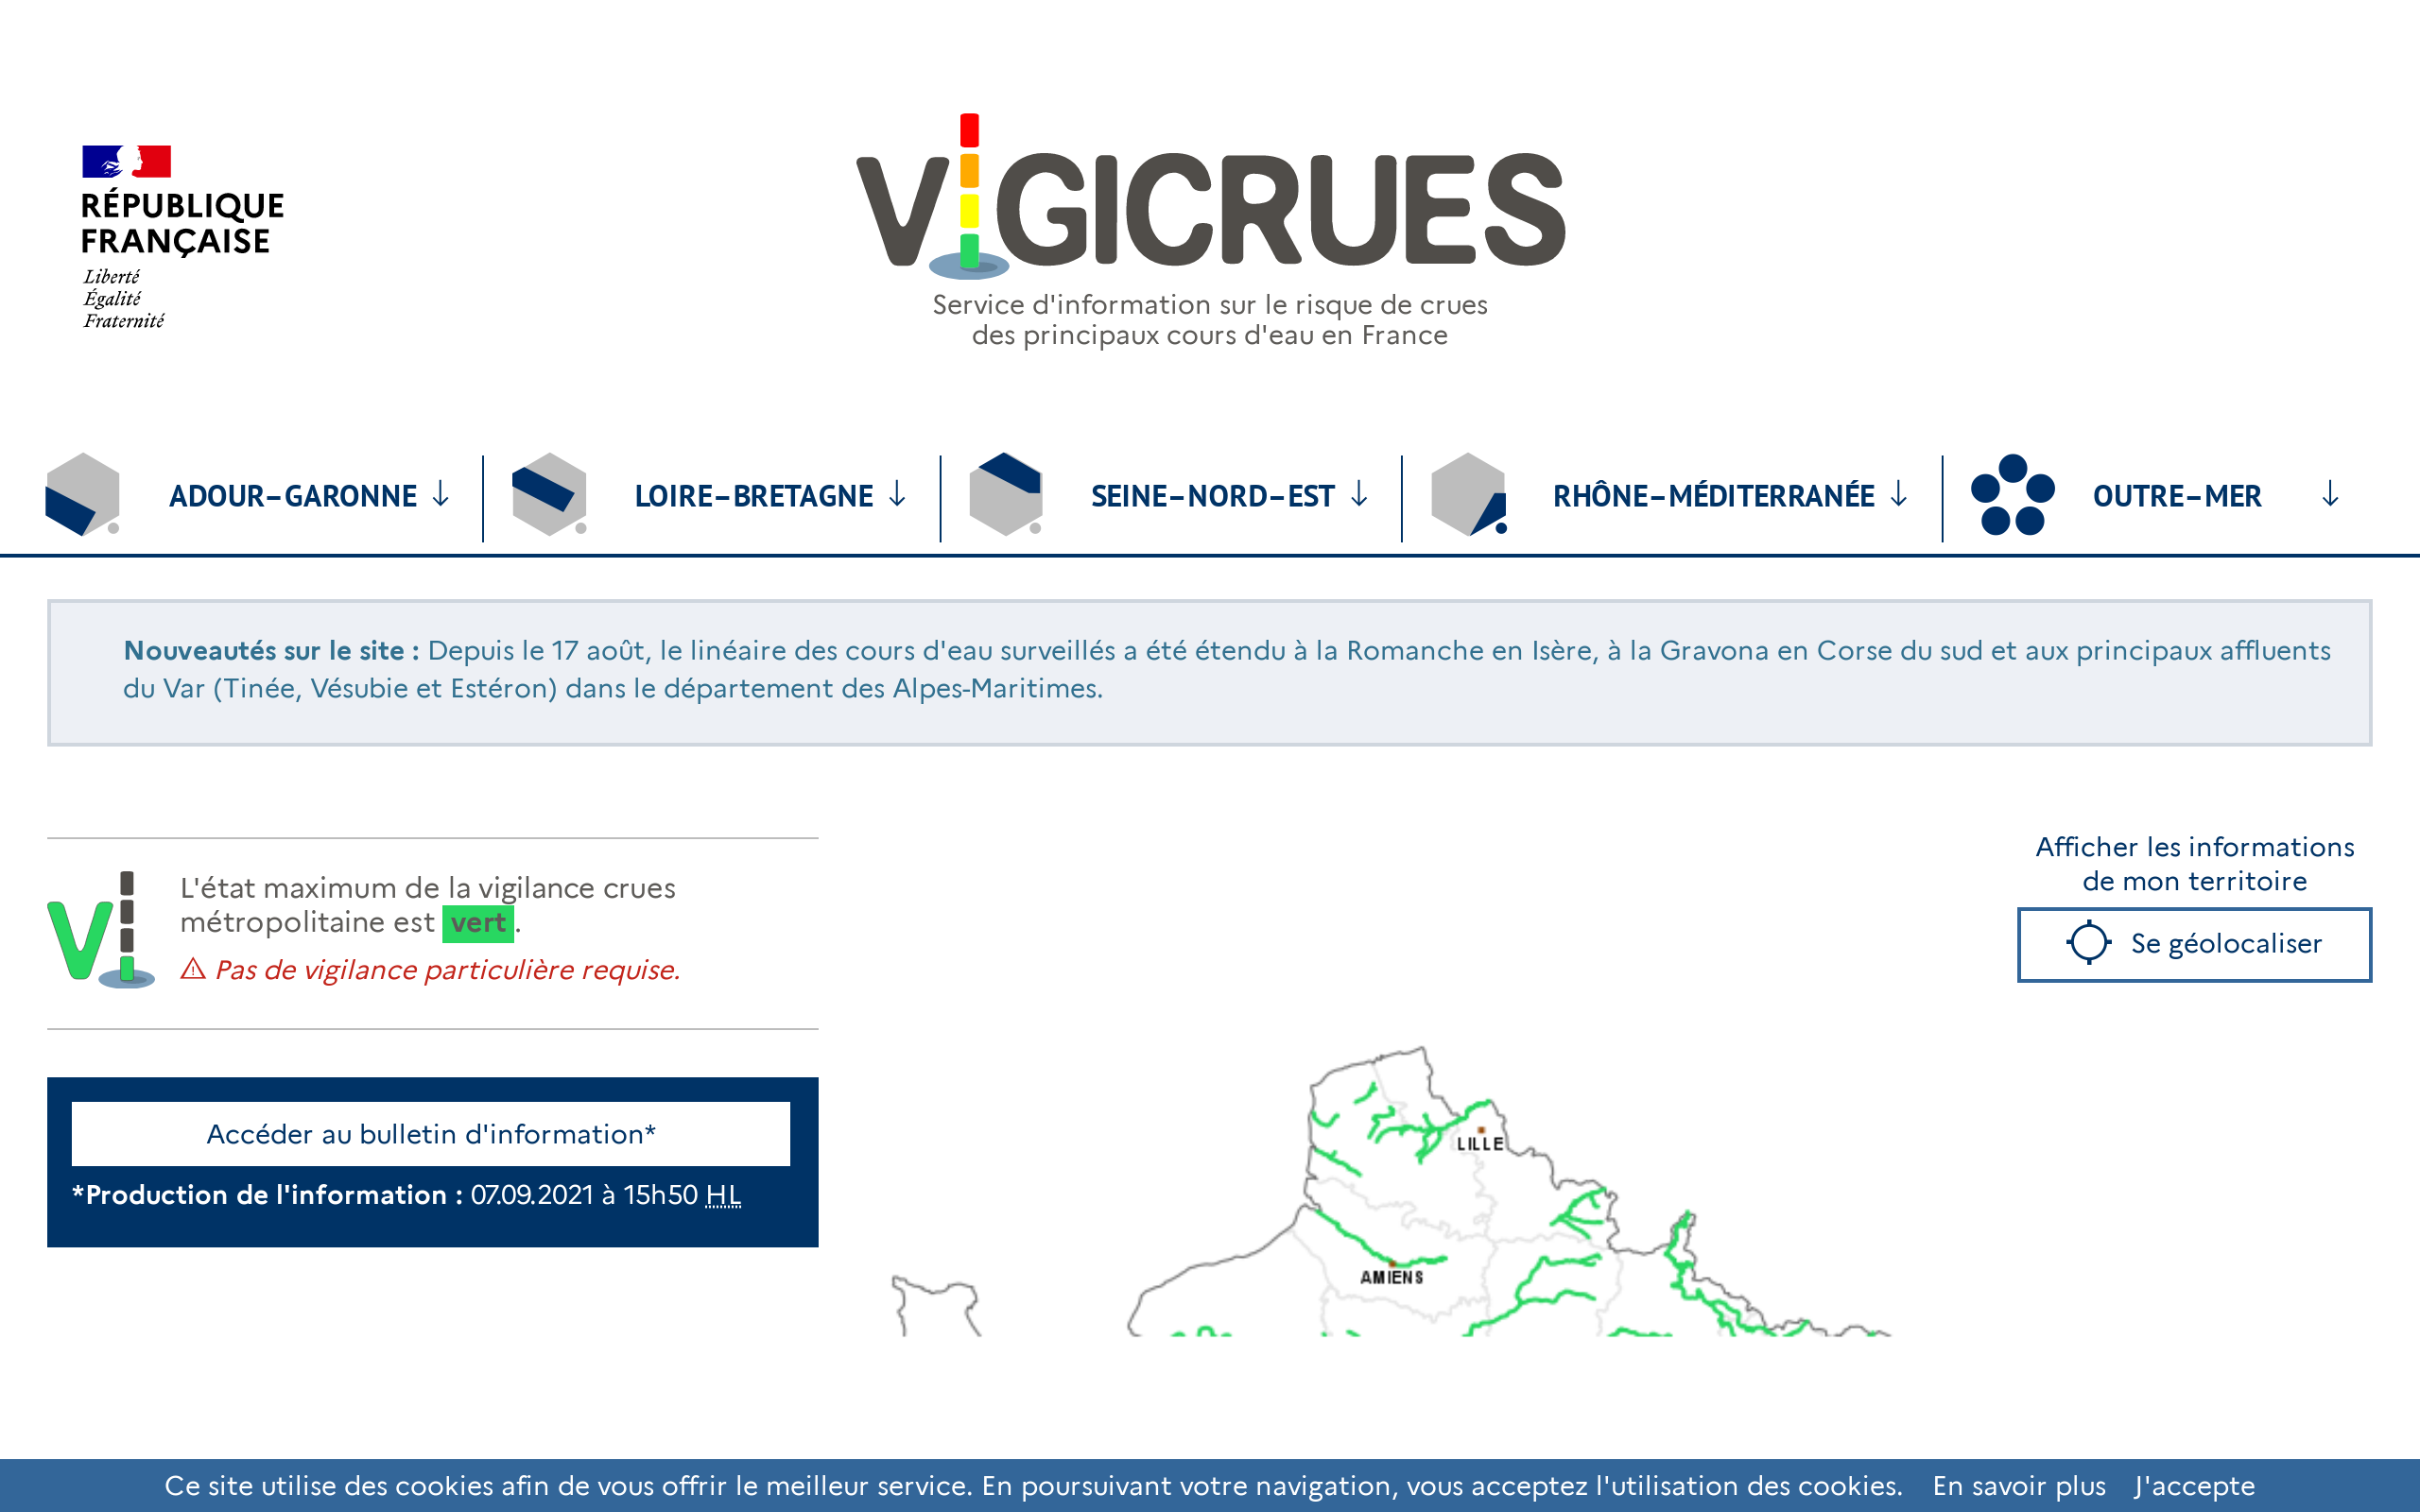 RÉPUBLIQUE
FRANÇAISE
Liberté
Égalité
Fraternité
VIGICRUES
Service d'information sur le risque de crues
des principaux cours d'eau en France
ADOUR-GARONNE ↓
LOIRE-BRETAGNE ↓
SEINE-NORD-EST ↓
RHÔNE-MÉDITERRANÉE ↓
OUTRE-MER ↓
Nouveautés sur le site : Depuis le 17 août, le linéaire des cours d'eau surveillés a été étendu à la Romanche en Isère, à la Gravona en Corse du sud et aux principaux affluents
du Var (Tinée, Vésubie et Estéron) dans le département des Alpes-Maritimes.
Vi
L'état maximum de la vigilance crues
métropolitaine est vert.
⚠ Pas de vigilance particulière requise.
Accéder au bulletin d'information*
*Production de l'information : 07.09.2021 à 15h50 HL
Afficher les informations
de mon territoire
Se géolocaliser
LILLE
AMIENS
Ce site utilise des cookies afin de vous offrir le meilleur service. En poursuivant votre navigation, vous acceptez l'utilisation des cookies. En savoir plus J'accepte